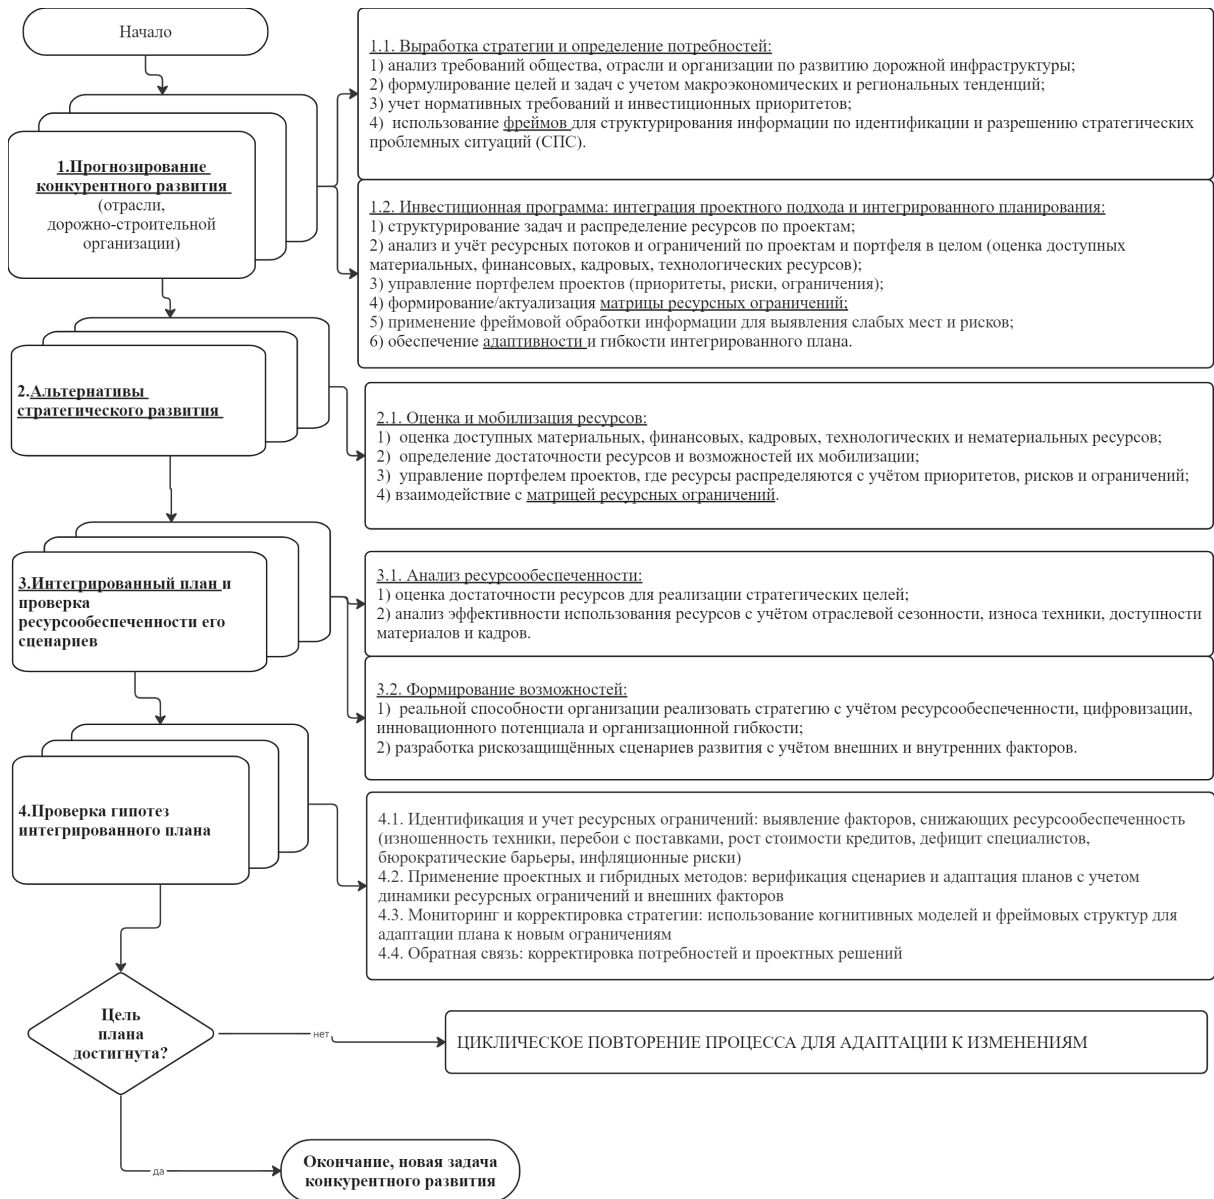 Начало
1.1. Выработка стратегии и определение потребностей:
1) анализ требований общества, отрасли и организации по развитию дорожной инфраструктуры;
2) формулирование целей и задач с учетом макроэкономических и региональных тенденций;
3) учет нормативных требований и инвестиционных приоритетов;
4) использование фреймов для структурирования информации по идентификации и разрешению стратегических
проблемных ситуаций (СПС).
1.Прогнозирование
конкурентного развития
(отрасли,
дорожно-строительной
организации)
1.2. Инвестиционная программа: интеграция проектного подхода и интегрированного планирования:
1) структурирование задач и распределение ресурсов по проектам;
2) анализ и учёт ресурсных потоков и ограничений по проектам и портфеля в целом (оценка доступных
материальных, финансовых, кадровых, технологических ресурсов);
3) управление портфелем проектов (приоритеты, риски, ограничения);
4) формирование/актуализация матрицы ресурсных ограничений;
5) применение фреймовой обработки информации для выявления слабых мест и рисков;
6) обеспечение адаптивности и гибкости интегрированного плана.
2.Альтернативы
стратегического развития
2.1. Оценка и мобилизация ресурсов:
1) оценка доступных материальных, финансовых, кадровых, технологических и нематериальных ресурсов;
2) определение достаточности ресурсов и возможностей их мобилизации;
3) управление портфелем проектов, где ресурсы распределяются с учётом приоритетов, рисков и ограничений;
4) взаимодействие с матрицей ресурсных ограничений.
3.Интегрированный план и
проверка
ресурсообеспеченности его
сценариев
3.1. Анализ ресурсообеспеченности:
1) оценка достаточности ресурсов для реализации стратегических целей;
2) анализ эффективности использования ресурсов с учётом отраслевой сезонности, износа техники, доступности
материалов и кадров.
3.2. Формирование возможностей:
1) реальной способности организации реализовать стратегию с учётом ресурсообеспеченности, цифровизации,
инновационного потенциала и организационной гибкости;
2) разработка рискозащищённых сценариев развития с учётом внешних и внутренних факторов.
4.Проверка гипотез
интегрированного плана
4.1. Идентификация и учет ресурсных ограничений: выявление факторов, снижающих ресурсообеспеченность
(изношенность техники, перебои с поставками, рост стоимости кредитов, дефицит специалистов,
бюрократические барьеры, инфляционные риски)
4.2. Применение проектных и гибридных методов: верификация сценариев и адаптация планов с учетом
динамики ресурсных ограничений и внешних факторов
4.3. Мониторинг и корректировка стратегии: использование когнитивных моделей и фреймовых структур для
адаптации плана к новым ограничениям
4.4. Обратная связь: корректировка потребностей и проектных решений
Цель
плана
достигнута?
нет
ЦИКЛИЧЕСКОЕ ПОВТОРЕНИЕ ПРОЦЕССА ДЛЯ АДАПТАЦИИ К ИЗМЕНЕНИЯМ
да
Окончание, новая задача
конкурентного развития